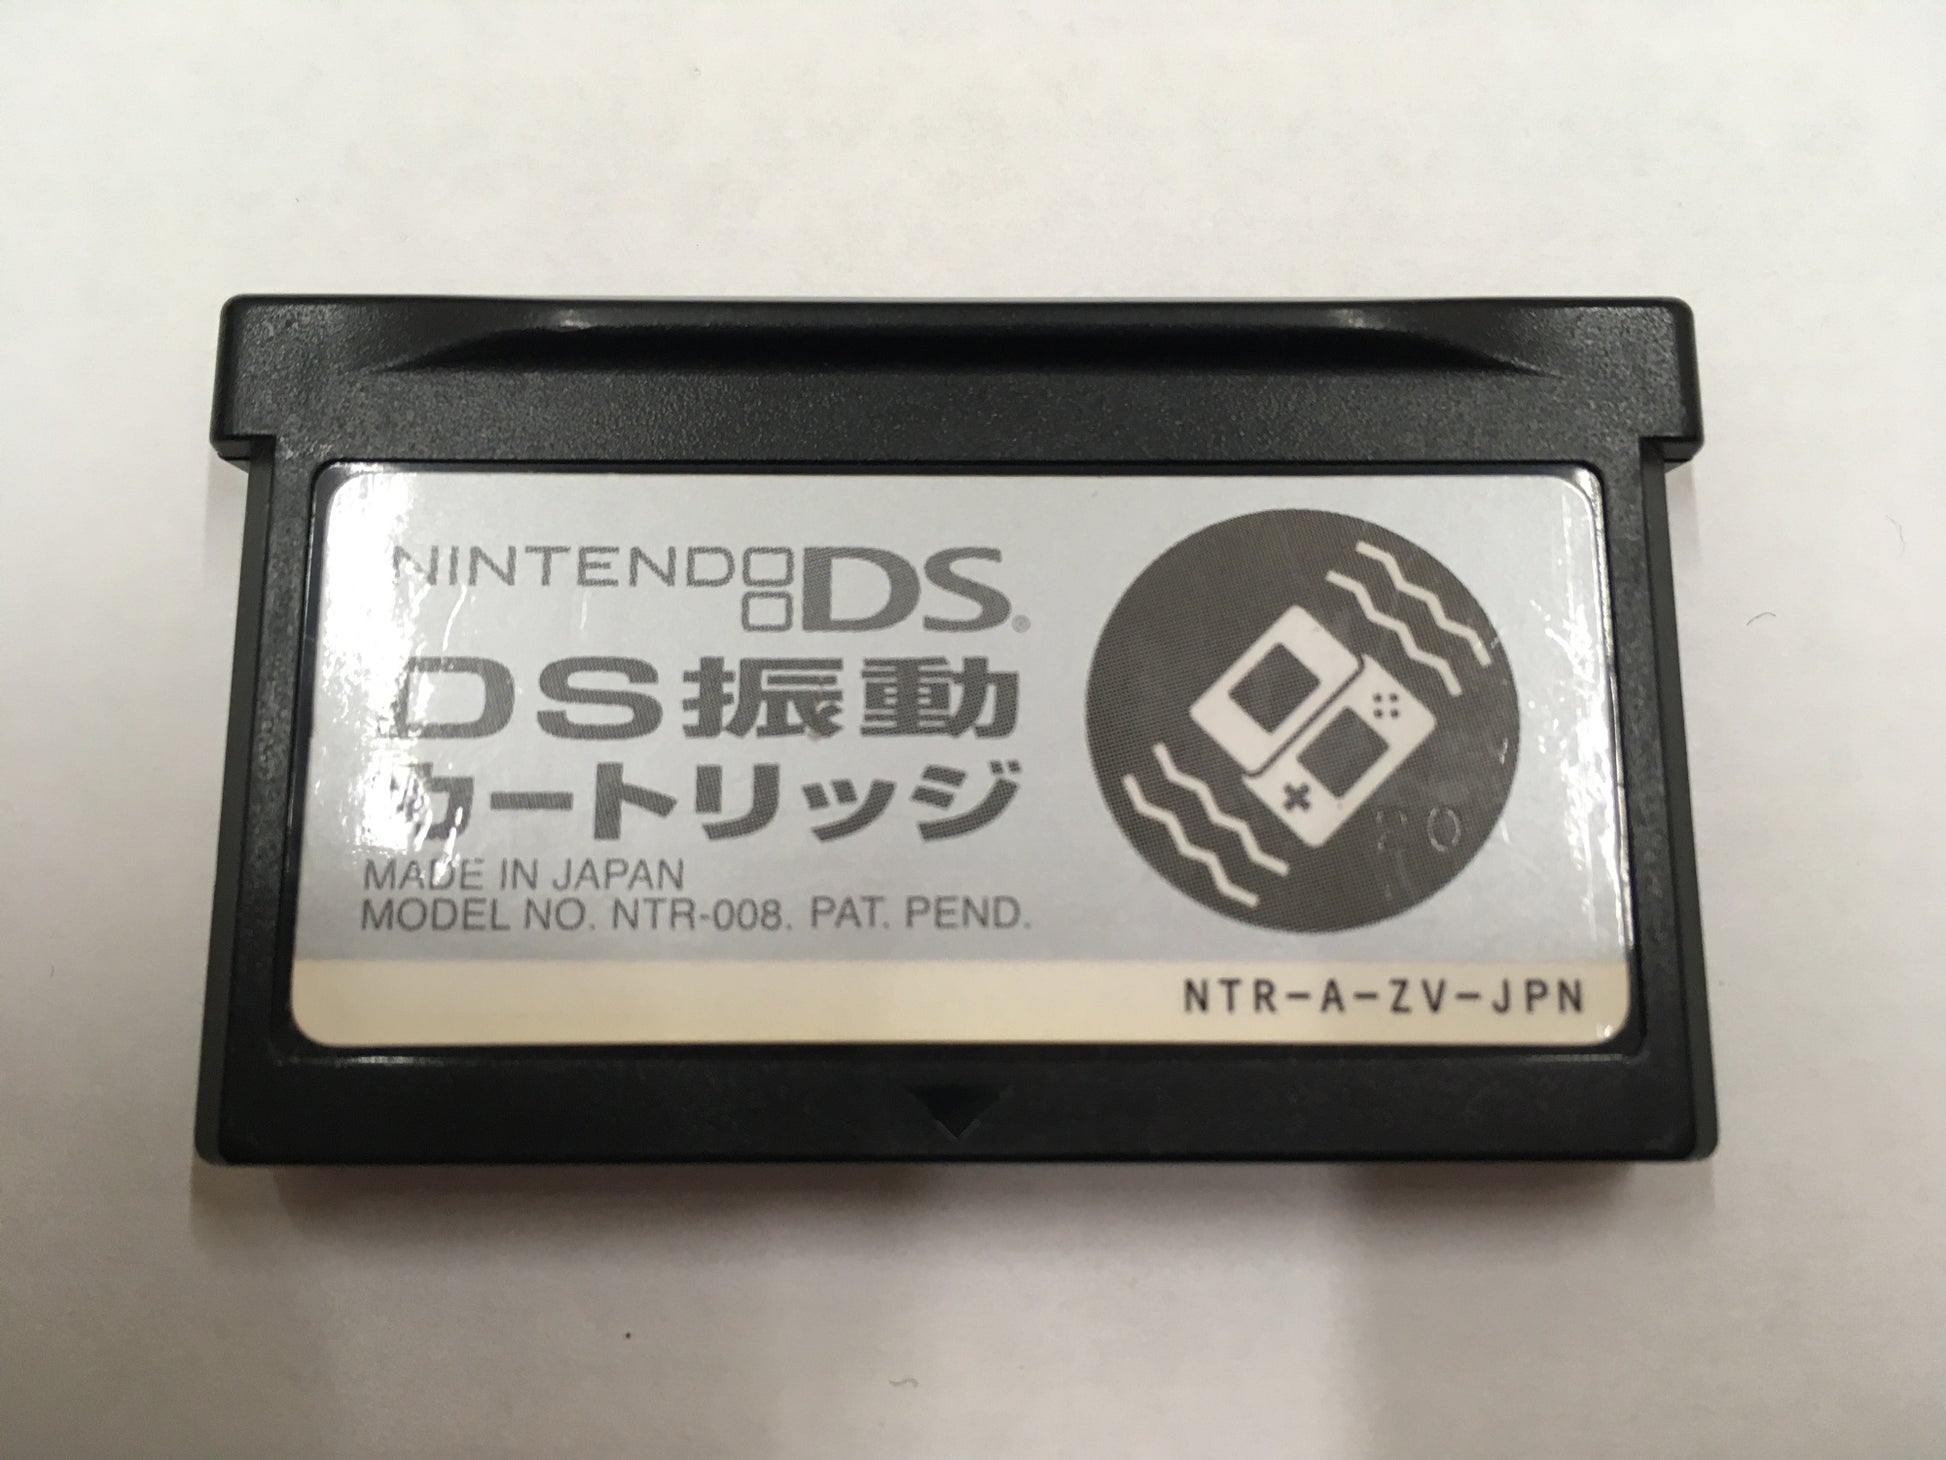 NINTENDO DS®
DS振動
カートリッジ
MADE IN JAPAN
MODEL NO. NTR-008. PAT. PEND.
20
NTR-A-ZV-JPN